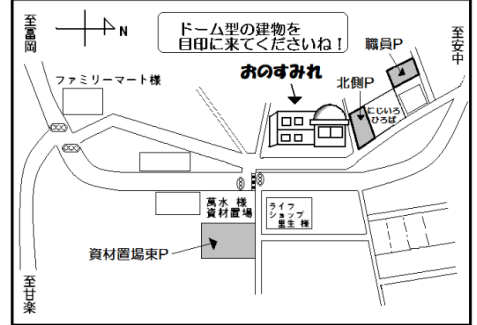 至富岡
N
ドーム型の建物を
目印に来てくださいね！
至安中
職員P
おのすみれ
北側P
ファミリーマート様
にじいろ
ひろば
萬水 様
資材置場
ライフ
ショップ
里生 様
資材置場東P
至甘楽